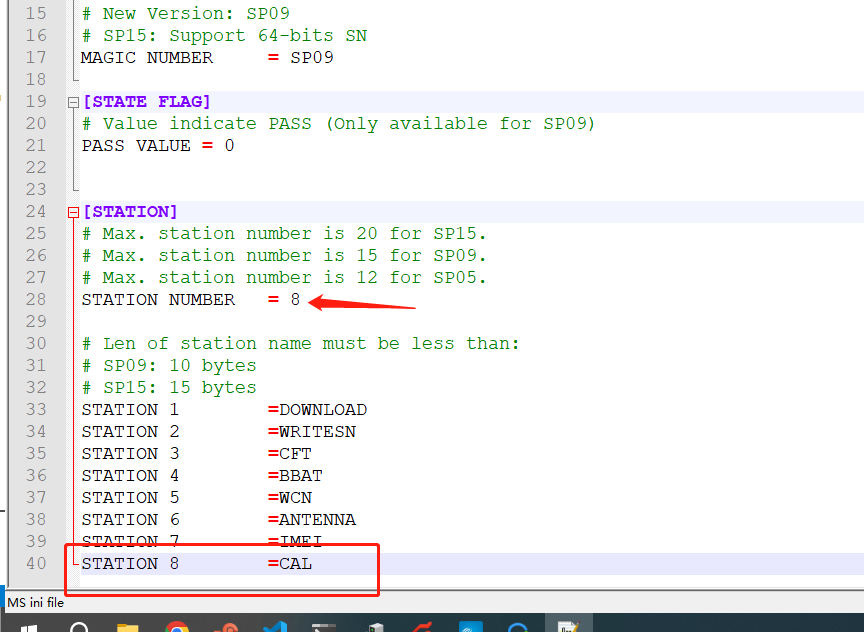 15 # New Version: SP09
16 # SP15: Support 64-bits SN
17 MAGIC NUMBER = SP09
18
19 [STATE FLAG]
20 # Value indicate PASS (Only available for SP09)
21 PASS VALUE = 0
22
23
24 [STATION]
25 # Max. station number is 20 for SP15.
26 # Max. station number is 15 for SP09.
27 # Max. station number is 12 for SP05.
28 STATION NUMBER = 8
29
30 # Len of station name must be less than:
31 # SP09: 10 bytes
32 # SP15: 15 bytes
33 STATION 1 =DOWNLOAD
34 STATION 2 =WRITESN
35 STATION 3 =CFT
36 STATION 4 =BBAT
37 STATION 5 =WCN
38 STATION 6 =ANTENNA
39 STATION 7 =IMEI
40 STATION 8 =CAL
MS ini file